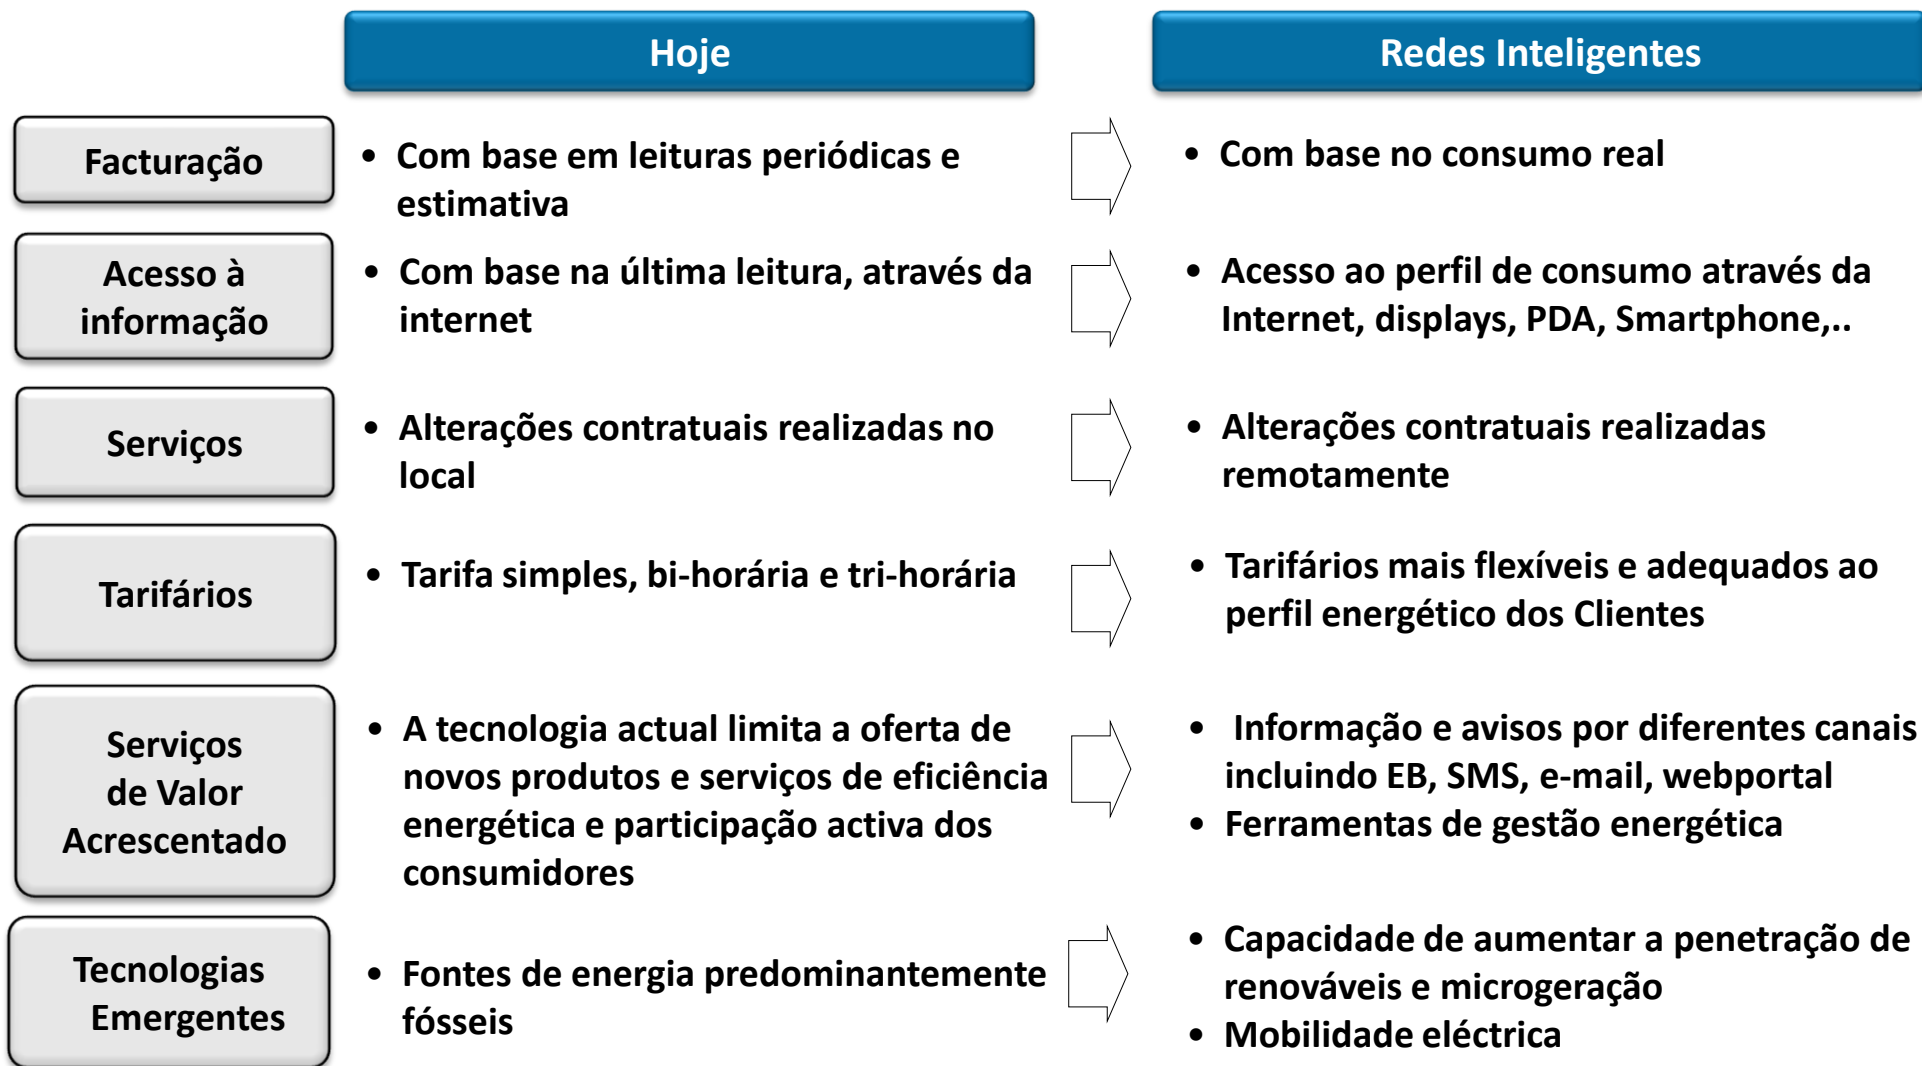 Hoje
Redes Inteligentes
Facturação
• Com base em leituras periódicas e
estimativa
• Com base no consumo real
Acesso à
informação
• Com base na última leitura, através da
internet
• Acesso ao perfil de consumo através da
Internet, displays, PDA, Smartphone,..
Serviços
• Alterações contratuais realizadas no
local
• Alterações contratuais realizadas
remotamente
Tarifários
• Tarifa simples, bi-horária e tri-horária
• Tarifários mais flexíveis e adequados ao
perfil energético dos Clientes
Serviços
de Valor
Acrescentado
• A tecnologia actual limita a oferta de
novos produtos e serviços de eficiência
energética e participação activa dos
consumidores
• Informação e avisos por diferentes canais
incluindo EB, SMS, e-mail, webportal
• Ferramentas de gestão energética
Tecnologias
Emergentes
• Fontes de energia predominantemente
fósseis
• Capacidade de aumentar a penetração de
renováveis e microgeração
• Mobilidade eléctrica